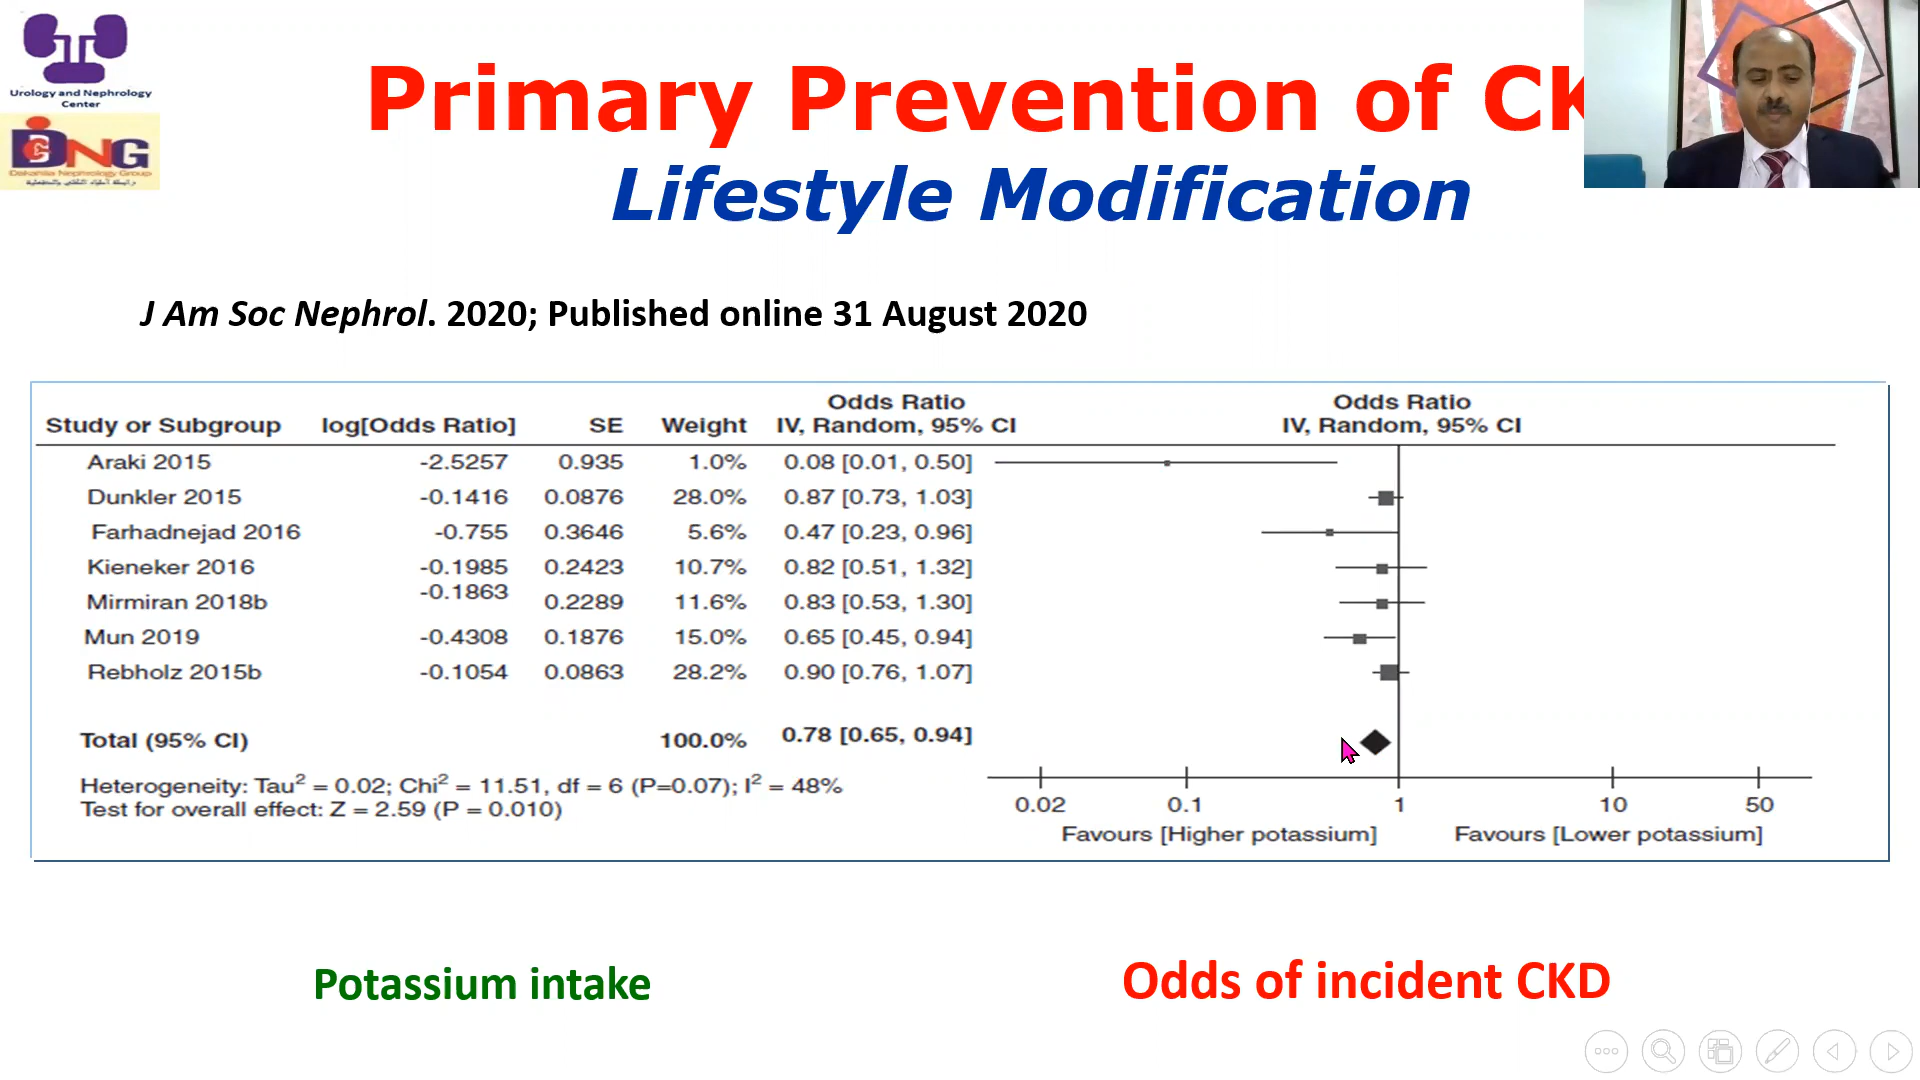 Urology and Nephrology
Center
DNG
Dakahlia Nephrology Group
Primary Prevention of CK
Lifestyle Modification
J Am Soc Nephrol. 2020; Published online 31 August 2020
Odds Ratio Odds Ratio
Study or Subgroup log[Odds Ratio] SE Weight IV, Random, 95% CI IV, Random, 95% CI
Araki 2015 -2.5257 0.935 1.0% 0.08 [0.01, 0.50]
Dunkler 2015 -0.1416 0.0876 28.0% 0.87 [0.73, 1.03]
Farhadnejad 2016 -0.755 0.3646 5.6% 0.47 [0.23, 0.96]
Kieneker 2016 -0.1985 0.2423 10.7% 0.82 [0.51, 1.32]
Mirmiran 2018b -0.1863 0.2289 11.6% 0.83 [0.53, 1.30]
Mun 2019 -0.4308 0.1876 15.0% 0.65 [0.45, 0.94]
Rebholz 2015b -0.1054 0.0863 28.2% 0.90 [0.76, 1.07]
Total (95% CI) 100.0% 0.78 [0.65, 0.94]
Heterogeneity: Tau² = 0.02; Chi² = 11.51, df = 6 (P=0.07); I² = 48%
Test for overall effect: Z = 2.59 (P = 0.010)
0.02 0.1 1 10 50
Favours [Higher potassium] Favours [Lower potassium]
Potassium intake
Odds of incident CKD